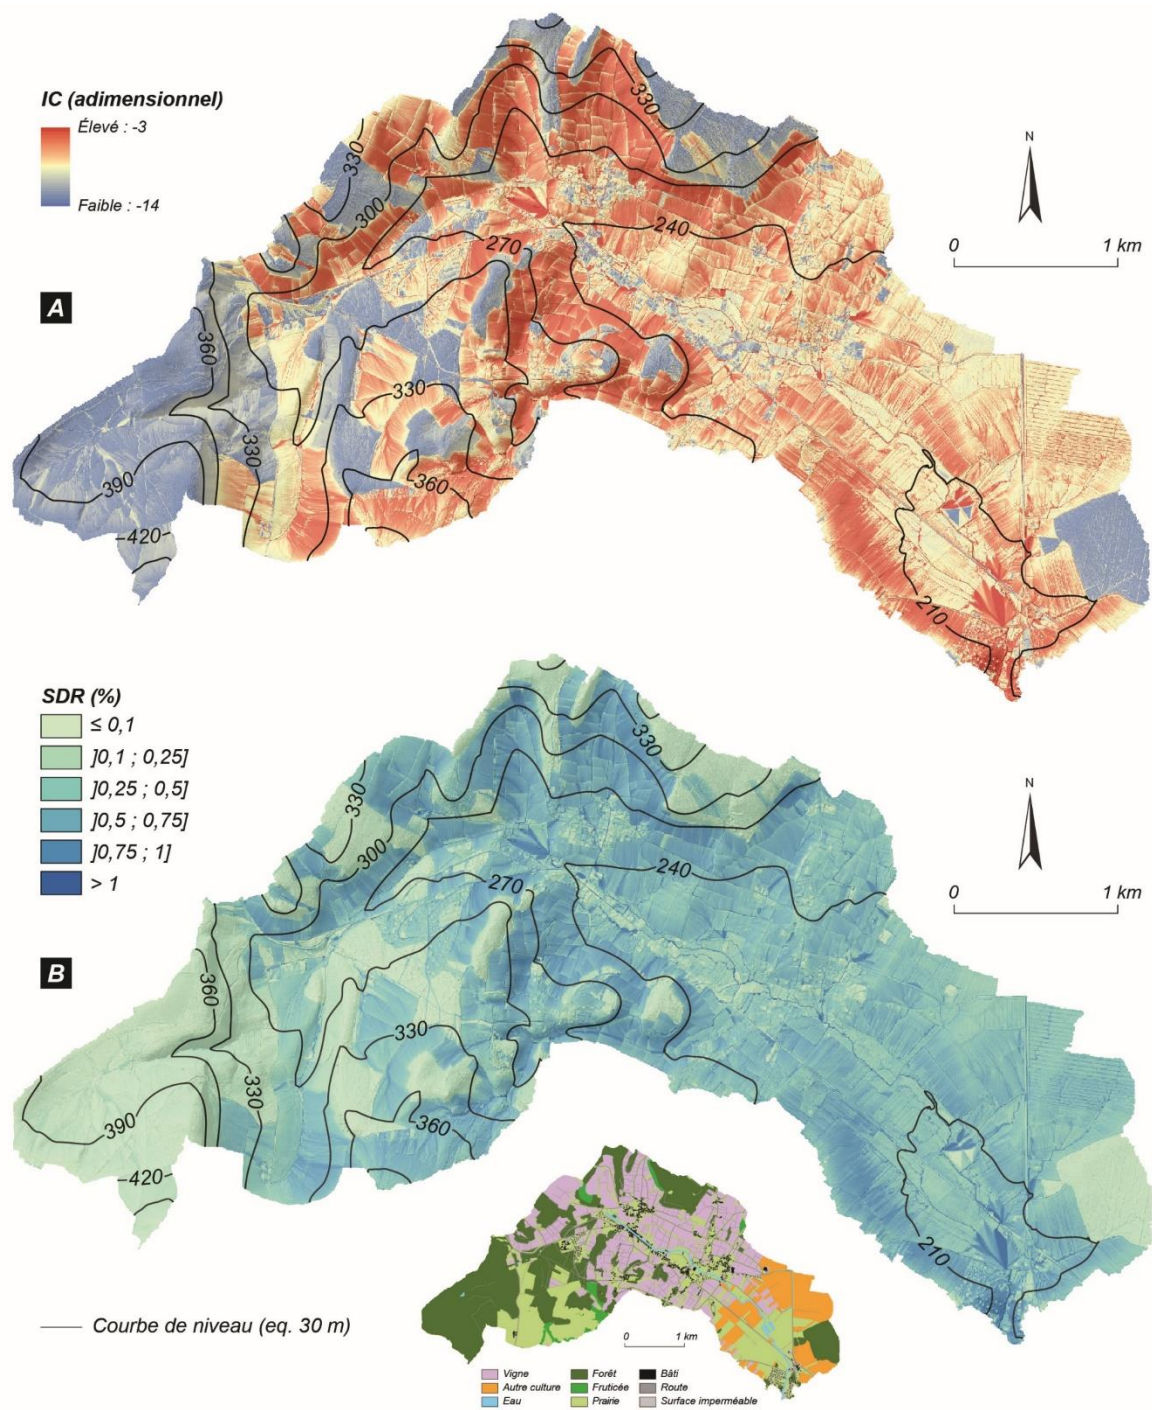 IC (adimensionnel)
Élevé : -3
Faible : -14
N
0 1 km
A
330
330
300
240
270
360
330
330
390
360
-420
210
SDR (%)
≤ 0,1
]0,1 ; 0,25]
]0,25 ; 0,5]
]0,5 ; 0,75]
]0,75 ; 1]
> 1
N
0 1 km
B
330
330
300
240
270
360
330
330
390
360
-420
210
Courbe de niveau (eq. 30 m)
0 1 km
Vigne Forêt Bâti
Autre culture Fruticée Route
Eau Prairie Surface imperméable